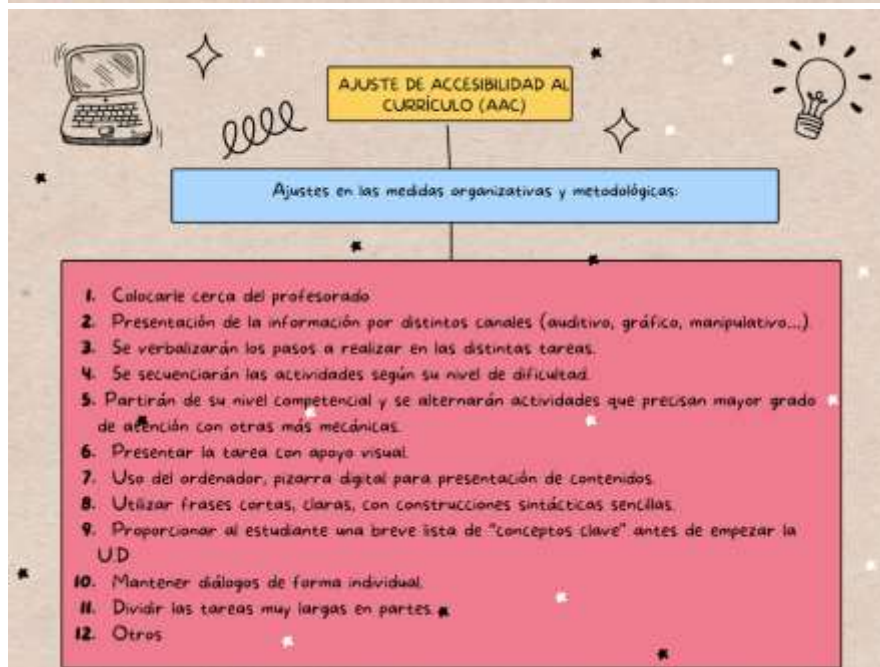 AJUSTE DE ACCESIBILIDAD AL
CURRÍCULO (AAC)
Ajustes en las medidas organizativas y metodológicas:
1. Colocarle cerca del profesorado
2. Presentación de la información por distintos canales (auditivo, gráfico, manipulativo...)
3. Se verbalizarán los pasos a realizar en las distintas tareas.
4. Se secuenciarán las actividades según su nivel de dificultad.
5. Partirán de su nivel competencial y se alternarán actividades que precisan mayor grado
de atención con otras más mecánicas.
6. Presentar la tarea con apoyo visual.
7. Uso del ordenador, pizarra digital para presentación de contenidos.
8. Utilizar frases cortas, claras, con construcciones sintácticas sencillas.
9. Proporcionar al estudiante una breve lista de "conceptos clave" antes de empezar la
U.D
10. Mantener diálogos de forma individual.
11. Dividir las tareas muy largas en partes.
12. Otros